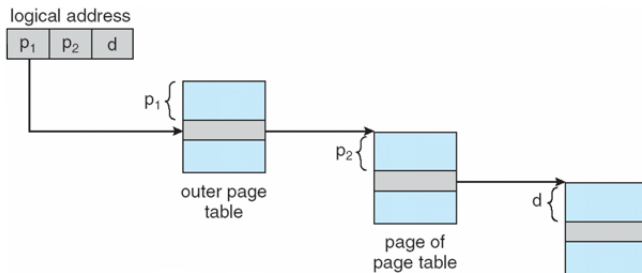 logical address
p₁ p₂ d
p₁ {
outer page
table
p₂ {
page of
page table
d {